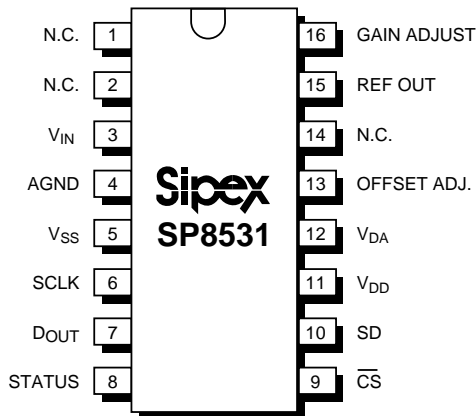 N.C. 1 16 GAIN ADJUST
N.C. 2 15 REF OUT
VIN 3 14 N.C.
AGND 4 13 OFFSET ADJ.
Sipex
VSS 5 12 VDA
SP8531
SCLK 6 11 VDD
DOUT 7 10 SD
STATUS 8 9 C̅S̅